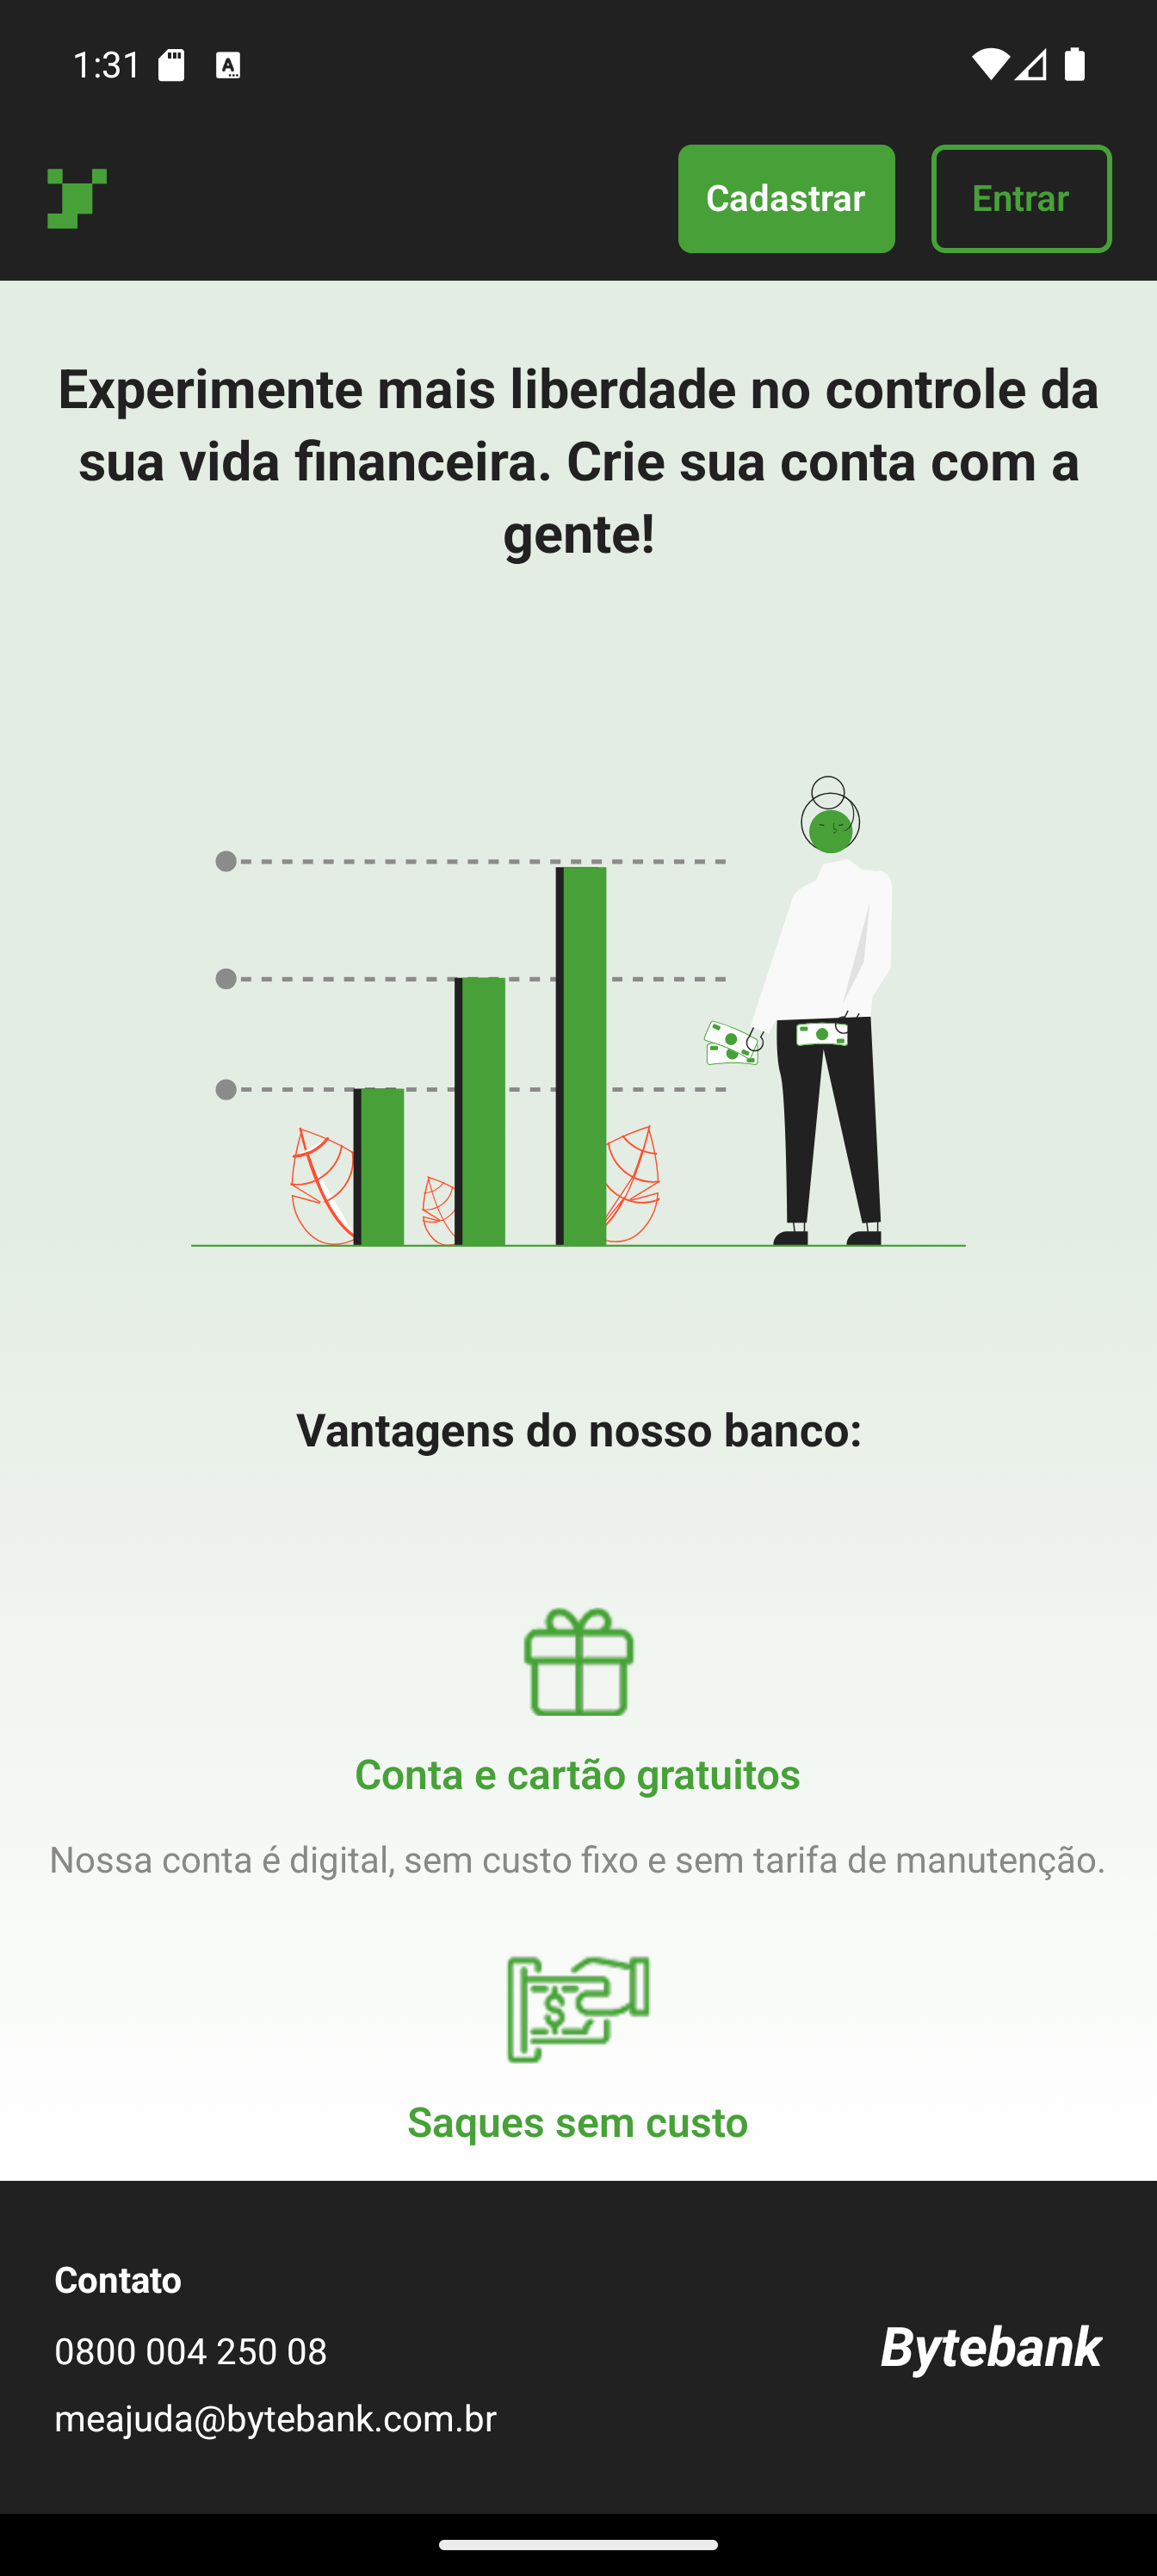 1:31
Cadastrar
Entrar
Experimente mais liberdade no controle da
sua vida financeira. Crie sua conta com a
gente!
Vantagens do nosso banco:
Conta e cartão gratuitos
Nossa conta é digital, sem custo fixo e sem tarifa de manutenção.
Saques sem custo
Contato
0800 004 250 08
meajuda@bytebank.com.br
Bytebank